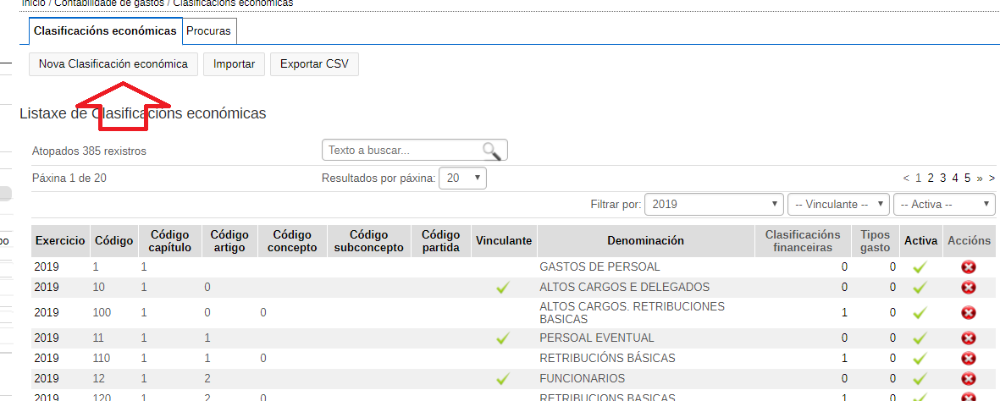 Inicio / Contabilidade de gastos / Clasificacións económicas
Clasificacións económicas Procuras
Nova Clasificación económica Importar Exportar CSV
Listaxe de Clasificacións económicas
Atopados 385 rexistros Texto a buscar...
Páxina 1 de 20 Resultados por páxina: 20 < 1 2 3 4 5 » >
Filtrar por: 2019 -- Vinculante -- -- Activa --
Exercicio Código Código capítulo Código artigo Código concepto Código subconcepto Código partida Vinculante Denominación Clasificacións financeiras Tipos gasto Activa Accións
2019 1 1 GASTOS DE PERSOAL 0 0
2019 10 1 0 ALTOS CARGOS E DELEGADOS 0 0
2019 100 1 0 0 ALTOS CARGOS. RETRIBUCIONES BASICAS 1 0
2019 11 1 1 PERSOAL EVENTUAL 0 0
2019 110 1 1 0 RETRIBUCIÓNS BÁSICAS 1 0
2019 12 1 2 FUNCIONARIOS 0 0
2019 120 1 2 0 RETRIBUCIONS BASICAS 1 0